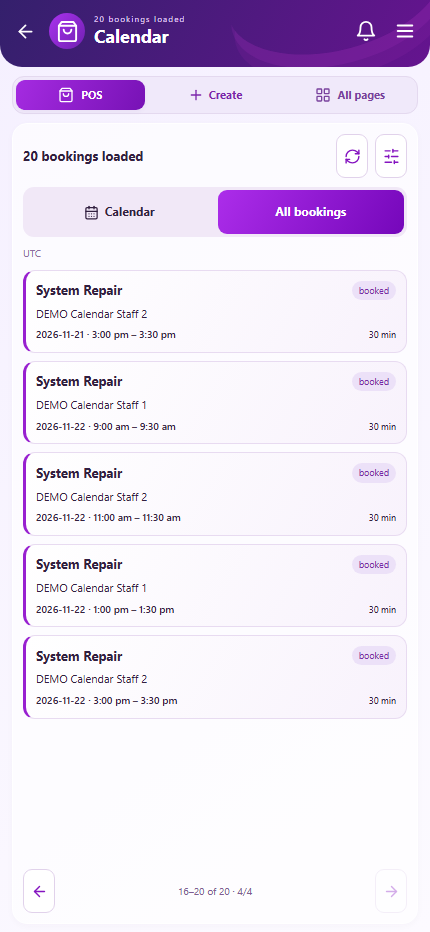 20 bookings loaded
Calendar
POS
Create
All pages
20 bookings loaded
Calendar
All bookings
UTC
System Repair
booked
DEMO Calendar Staff 2
2026-11-21 · 3:00 pm – 3:30 pm
30 min
System Repair
booked
DEMO Calendar Staff 1
2026-11-22 · 9:00 am – 9:30 am
30 min
System Repair
booked
DEMO Calendar Staff 2
2026-11-22 · 11:00 am – 11:30 am
30 min
System Repair
booked
DEMO Calendar Staff 1
2026-11-22 · 1:00 pm – 1:30 pm
30 min
System Repair
booked
DEMO Calendar Staff 2
2026-11-22 · 3:00 pm – 3:30 pm
30 min
16–20 of 20 · 4/4